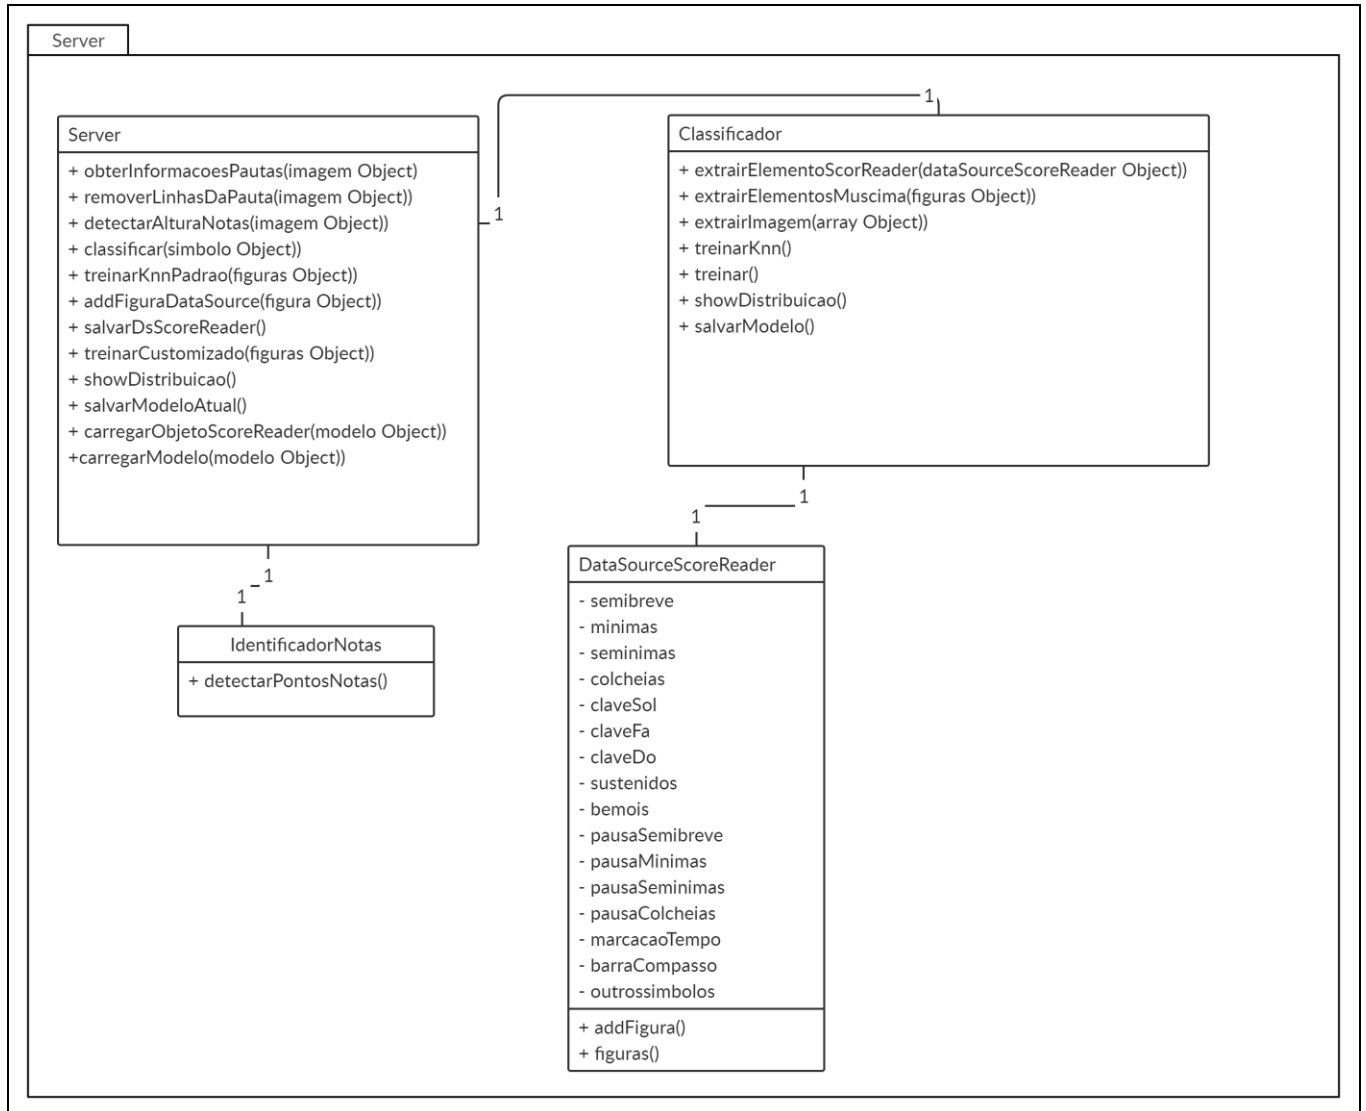 Server
Server
+ obterInformacoesPautas(imagem Object)
+ removerLinhasDaPauta(imagem Object))
+ detectarAlturaNotas(imagem Object))
+ classificar(simbolo Object))
+ treinarKnnPadrao(figuras Object))
+ addFiguraDataSource(figura Object))
+ salvarDsScoreReader()
+ treinarCustomizado(figuras Object))
+ showDistribuicao()
+ salvarModeloAtual()
+ carregarObjetoScoreReader(modelo Object))
+carregarModelo(modelo Object))
1
1
Classificador
+ extrairElementoScorReader(dataSourceScoreReader Object))
+ extrairElementosMuscima(figuras Object))
+ extrairImagem(array Object))
+ treinarKnn()
+ treinar()
+ showDistribuicao()
+ salvarModelo()
1
1
1
1
IdentificadorNotas
+ detectarPontosNotas()
DataSourceScoreReader
- semibreve
- minimas
- seminimas
- colcheias
- claveSol
- claveFa
- claveDo
- sustenidos
- bemois
- pausaSemibreve
- pausaMinimas
- pausaSeminimas
- pausaColcheias
- marcacaoTempo
- barraCompasso
- outrossimbolos
+ addFigura()
+ figuras()